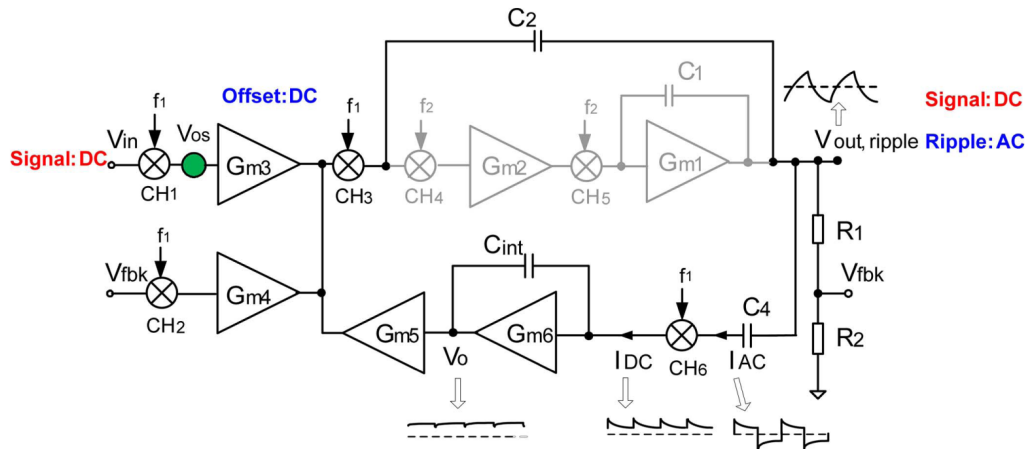 C2
C1
f1
Offset:DC
f1
f2
f2
Signal:DC
Vin
Vos
Signal:DC
Gm3
Gm2
Gm1
Vout, ripple
Ripple:AC
CH1
CH3
CH4
CH5
R1
f1
Cint
Vfbk
f1
C4
Vfbk
Gm4
CH2
Gm5
Gm6
R2
Vo
IDC
CH6
IAC